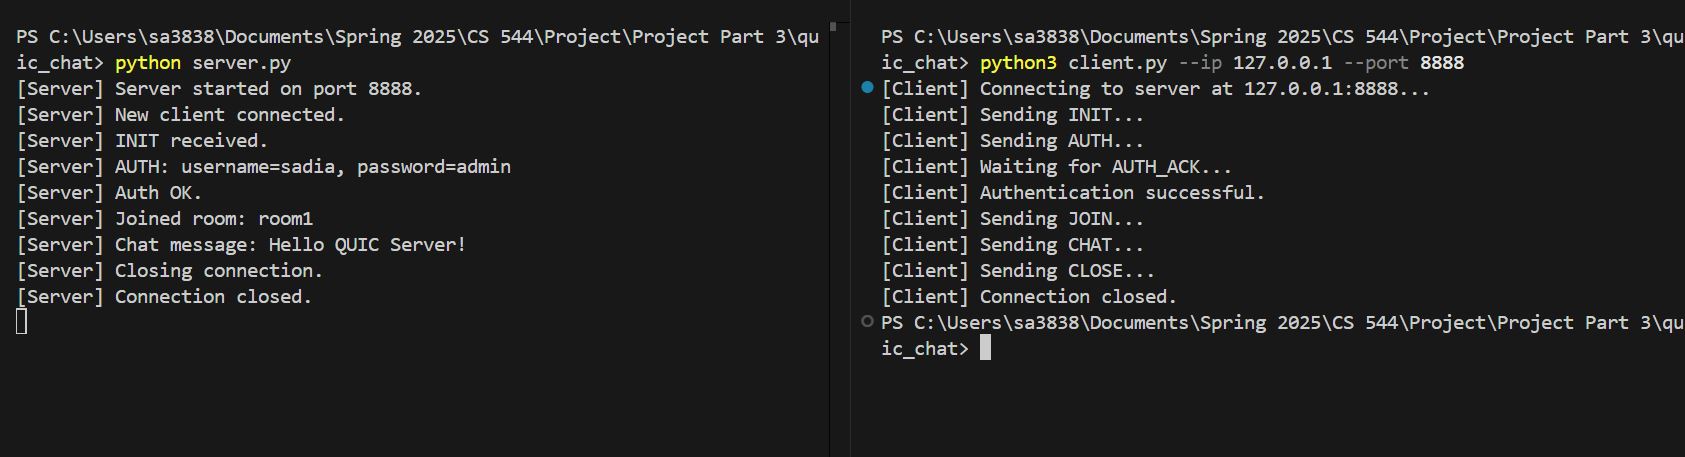 PS C:\Users\sa3838\Documents\Spring 2025\CS 544\Project\Project Part 3\qu
ic_chat> python server.py
[Server] Server started on port 8888.
[Server] New client connected.
[Server] INIT received.
[Server] AUTH: username=sadia, password=admin
[Server] Auth OK.
[Server] Joined room: room1
[Server] Chat message: Hello QUIC Server!
[Server] Closing connection.
[Server] Connection closed.
PS C:\Users\sa3838\Documents\Spring 2025\CS 544\Project\Project Part 3\qu
ic_chat> python3 client.py --ip 127.0.0.1 --port 8888
[Client] Connecting to server at 127.0.0.1:8888...
[Client] Sending INIT...
[Client] Sending AUTH...
[Client] Waiting for AUTH_ACK...
[Client] Authentication successful.
[Client] Sending JOIN...
[Client] Sending CHAT...
[Client] Sending CLOSE...
[Client] Connection closed.
PS C:\Users\sa3838\Documents\Spring 2025\CS 544\Project\Project Part 3\qu
ic_chat>